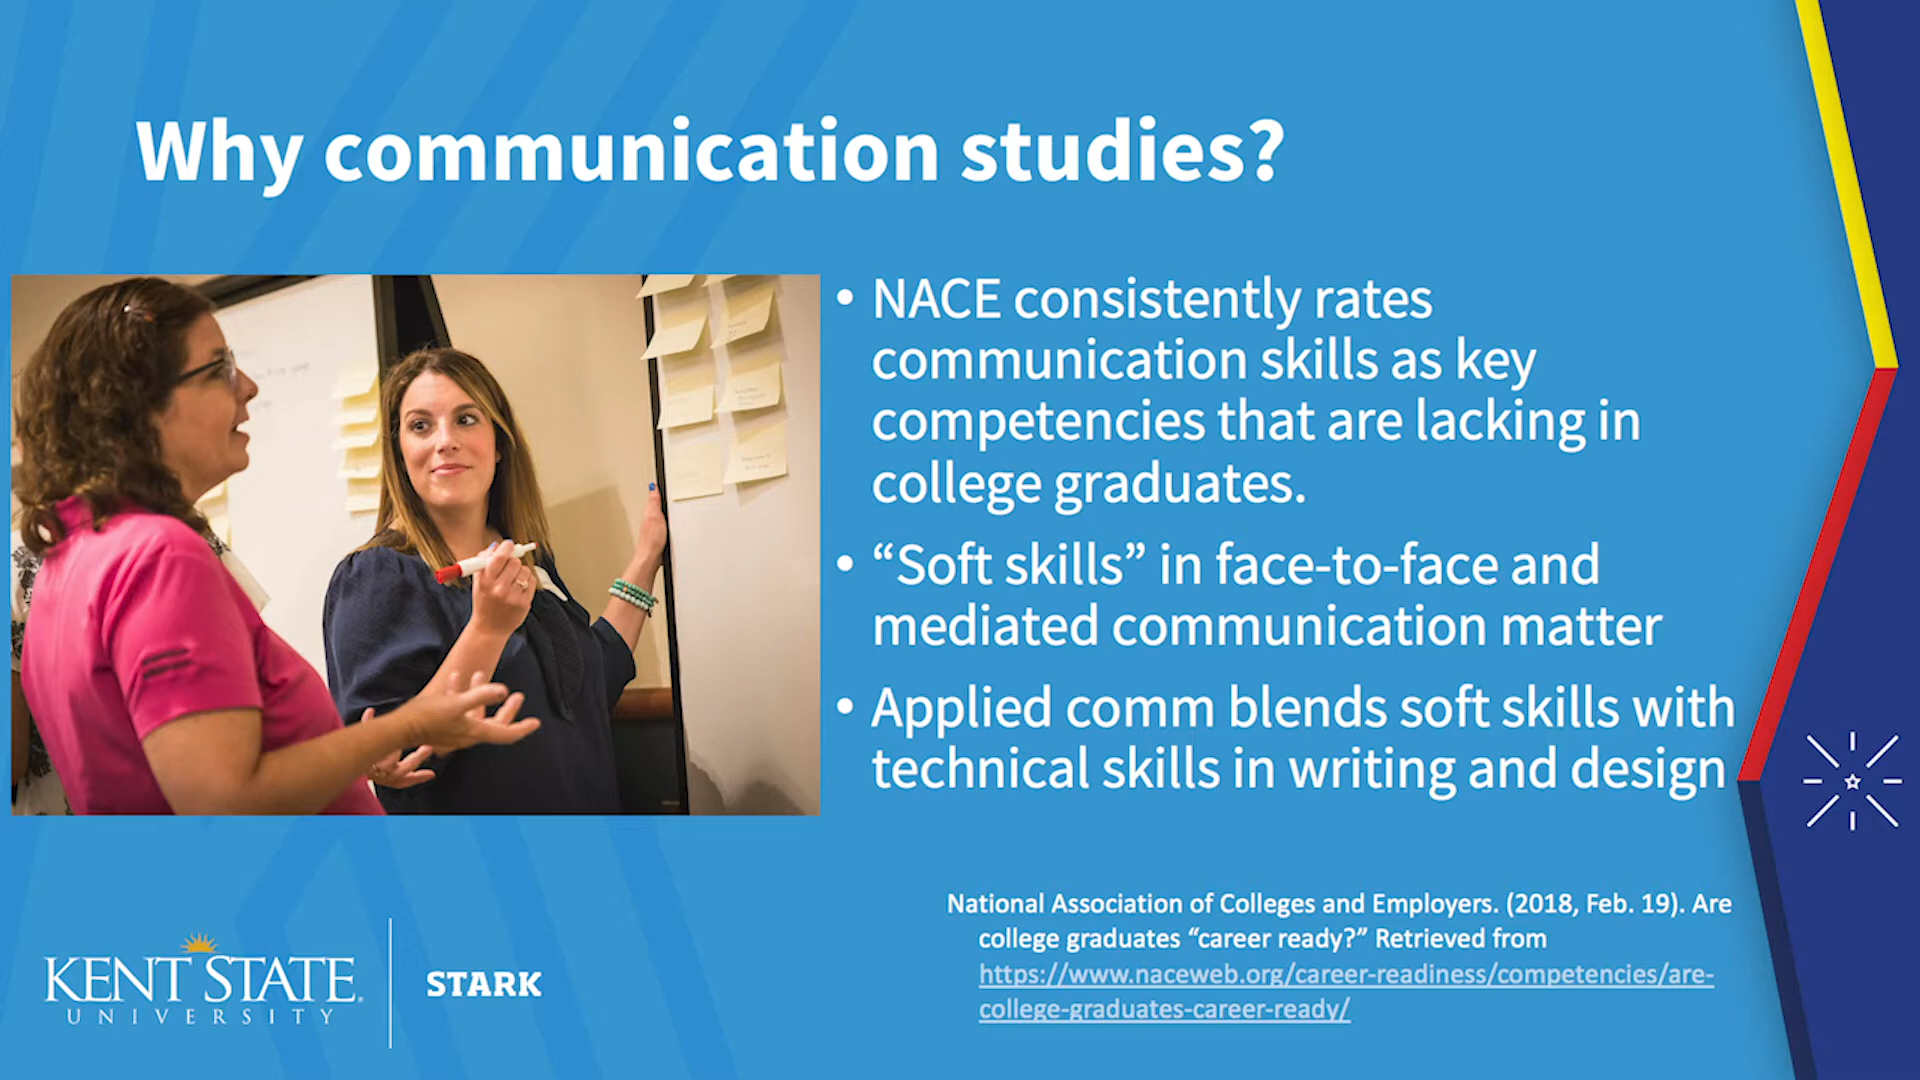 Why communication studies?
• NACE consistently rates
communication skills as key
competencies that are lacking in
college graduates.
• “Soft skills” in face-to-face and
mediated communication matter
• Applied comm blends soft skills with
technical skills in writing and design
National Association of Colleges and Employers. (2018, Feb. 19). Are
college graduates “career ready?” Retrieved from
https://www.naceweb.org/career-readiness/competencies/are-
college-graduates-career-ready/
KENT STATE
UNIVERSITY
STARK